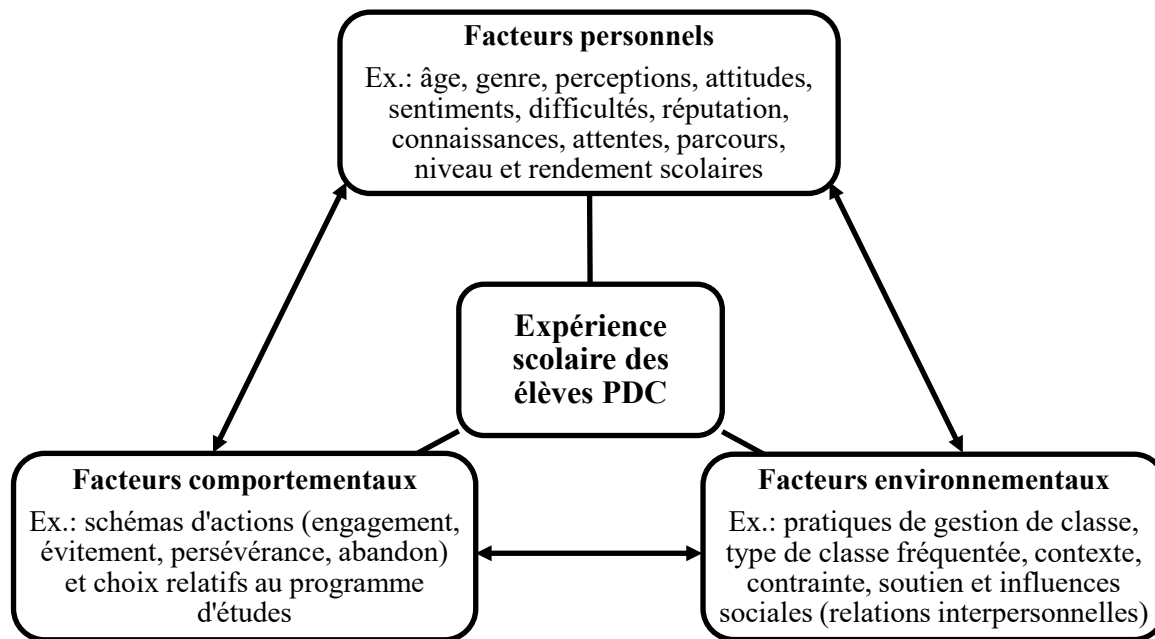 Facteurs personnels
Ex.: âge, genre, perceptions, attitudes,
sentiments, difficultés, réputation,
connaissances, attentes, parcours,
niveau et rendement scolaires
Expérience
scolaire des
élèves PDC
Facteurs comportementaux
Ex.: schémas d'actions (engagement,
évitement, persévérance, abandon)
et choix relatifs au programme
d'études
Facteurs environnementaux
Ex.: pratiques de gestion de classe,
type de classe fréquentée, contexte,
contrainte, soutien et influences
sociales (relations interpersonnelles)